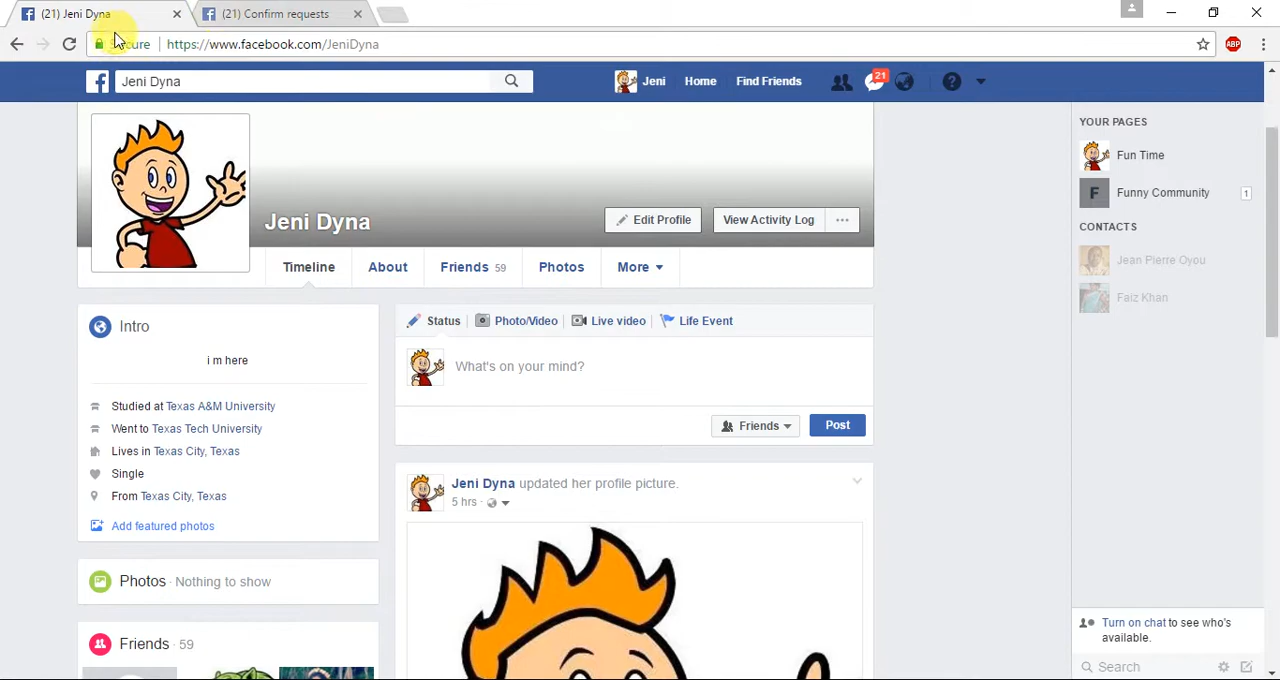 (21) Jeni Dyna
(21) Confirm requests
https://www.facebook.com/JeniDyna
ABP
Jeni Dyna
Jeni
Home
Find Friends
21
YOUR PAGES
Fun Time
F
Funny Community
1
CONTACTS
Jean Pierre Oyou
Faiz Khan
Jeni Dyna
Edit Profile
View Activity Log
Timeline
About
Friends 59
Photos
More
Intro
i m here
Studied at Texas A&M University
Went to Texas Tech University
Lives in Texas City, Texas
Single
From Texas City, Texas
Add featured photos
Photos · Nothing to show
Friends · 59
Status
Photo/Video
Live video
Life Event
What's on your mind?
Friends
Post
Jeni Dyna updated her profile picture.
5 hrs
Turn on chat to see who's
available.
Search